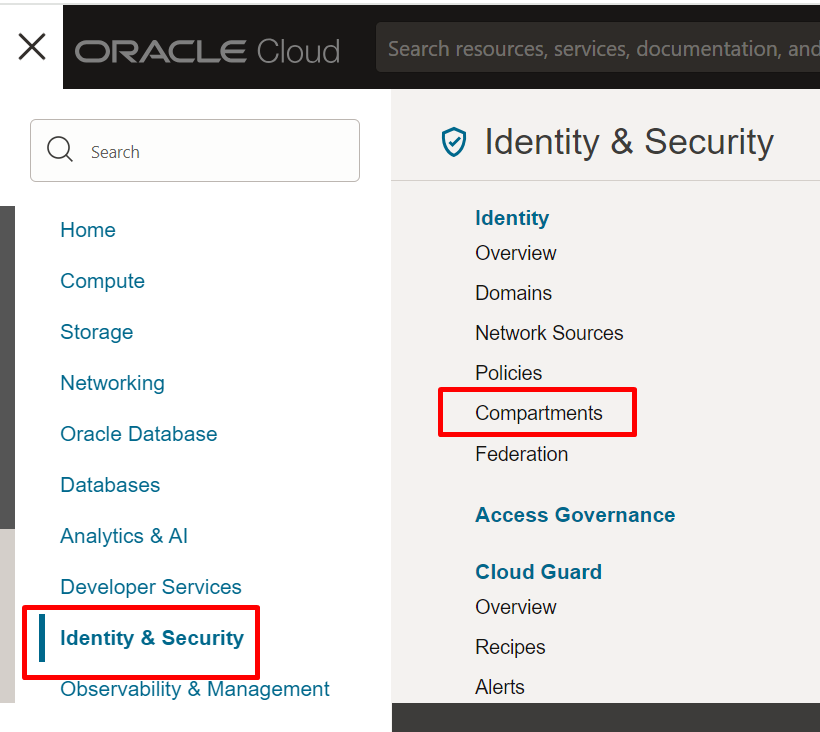 ORACLE Cloud
Search resources, services, documentation, and
Search
Home
Compute
Storage
Networking
Oracle Database
Databases
Analytics & AI
Developer Services
Identity & Security
Observability & Management
Identity & Security
Identity
Overview
Domains
Network Sources
Policies
Compartments
Federation
Access Governance
Cloud Guard
Overview
Recipes
Alerts